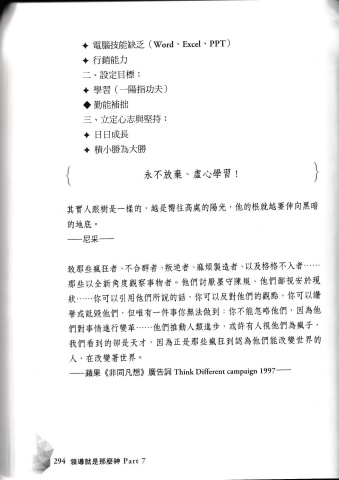 ✦ 電腦技能缺乏（Word、Excel、PPT）
✦ 行銷能力
二、設定目標：
✦ 學習（一陽指功夫）
◆ 勤能補拙
三、立定心志與堅持：
✦ 日日成長
✦ 積小勝為大勝
{ 永不放棄、虛心學習！ }
其實人跟樹是一樣的，越是嚮往高處的陽光，他的根就越要伸向黑暗
的地底。
——尼采——
致那些瘋狂者、不合群者、叛逆者、麻煩製造者、以及格格不入者……
那些以全新角度觀察事物者。他們討厭墨守陳規，他們鄙視安於現
狀……你可以引用他們所說的話，你可以反對他們的觀點，你可以讚
譽或詆毀他們，但唯有一件事你無法做到：你不能忽略他們，因為他
們對事情進行變革……他們推動人類進步，或許有人視他們為瘋子，
我們看到的卻是天才，因為正是那些瘋狂到認為他們能改變世界的
人，在改變著世界。
——蘋果《非同凡想》廣告詞 Think Different campaign 1997——
294 領導就是那麼神 Part 7